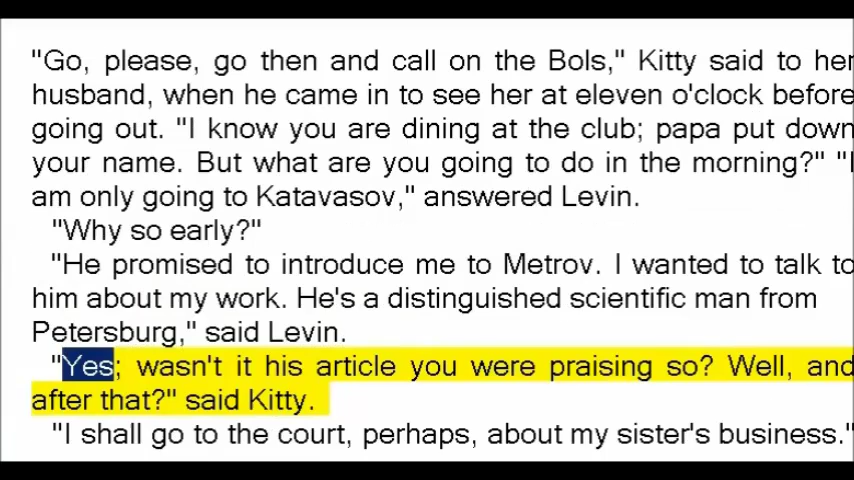 "Go, please, go then and call on the Bols," Kitty said to her
husband, when he came in to see her at eleven o'clock before
going out. "I know you are dining at the club; papa put down
your name. But what are you going to do in the morning?" "I
am only going to Katavasov," answered Levin.
"Why so early?"
"He promised to introduce me to Metrov. I wanted to talk to
him about my work. He's a distinguished scientific man from
Petersburg," said Levin.
"Yes; wasn't it his article you were praising so? Well, and
after that?" said Kitty.
"I shall go to the court, perhaps, about my sister's business."